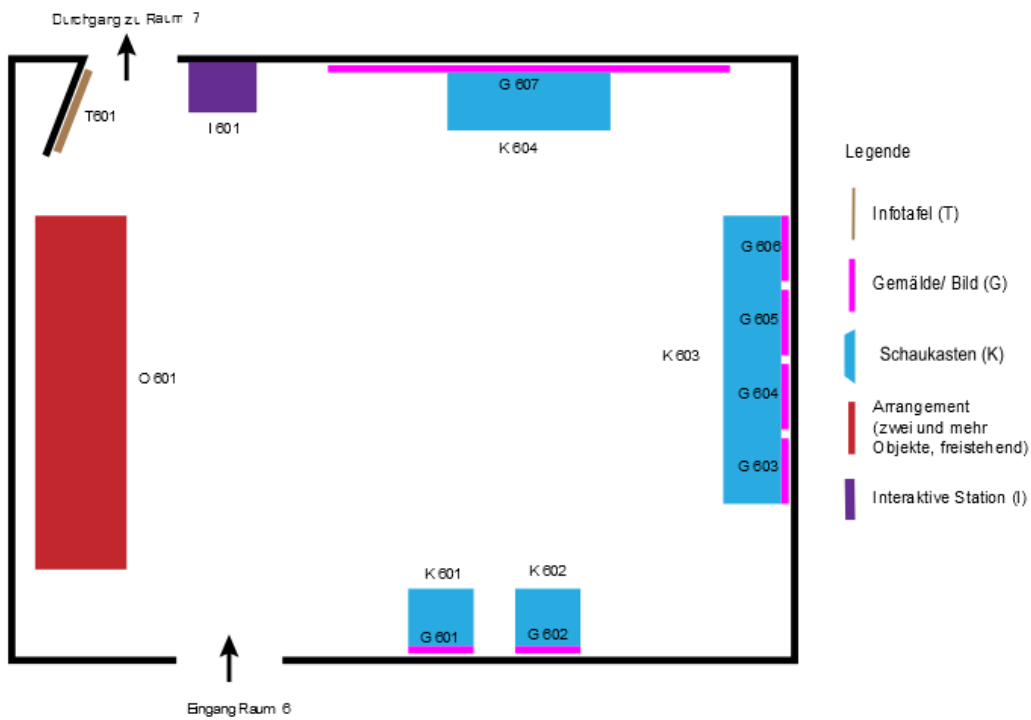 Durchgang zu Raum 7
T601
I 601
G 607
K 604
Legende
Infotafel (T)
G 606
Gemälde/ Bild (G)
G 605
K 603
Schaukasten (K)
O 601
G 604
Arrangement
(zwei und mehr
Objekte, freistehend)
G 603
Interaktive Station (I)
K 601
K 602
G 601
G 602
Eingang Raum 6